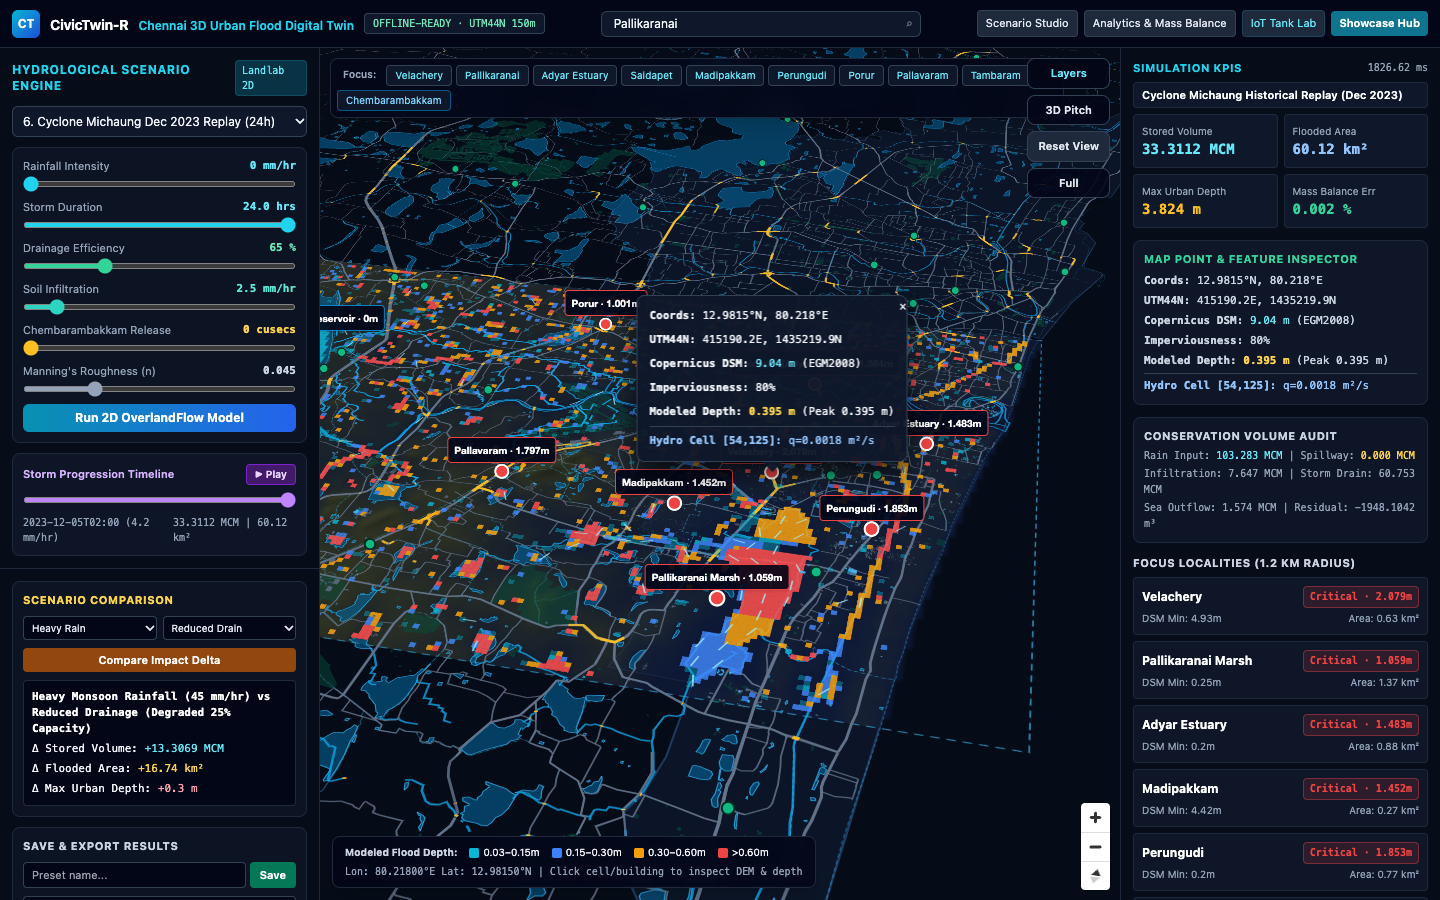 CT
CivicTwin-R
Chennai 3D Urban Flood Digital Twin
OFFLINE-READY · UTM44N 150m
Pallikaranai
Scenario Studio
Analytics & Mass Balance
IoT Tank Lab
Showcase Hub
HYDROLOGICAL SCENARIO
ENGINE
Landlab
2D
6. Cyclone Michaung Dec 2023 Replay (24h)
Rainfall Intensity
0 mm/hr
Storm Duration
24.0 hrs
Drainage Efficiency
65 %
Soil Infiltration
2.5 mm/hr
Chembarambakkam Release
0 cusecs
Manning's Roughness (n)
0.045
Run 2D OverlandFlow Model
Storm Progression Timeline
▶ Play
2023-12-05T02:00 (4.2
mm/hr)
33.3112 MCM | 60.12
km²
SCENARIO COMPARISON
Heavy Rain
Reduced Drain
Compare Impact Delta
Heavy Monsoon Rainfall (45 mm/hr) vs
Reduced Drainage (Degraded 25%
Capacity)
Δ Stored Volume: +13.3069 MCM
Δ Flooded Area: +16.74 km²
Δ Max Urban Depth: +0.3 m
SAVE & EXPORT RESULTS
Preset name...
Save
Focus:
Velachery
Pallikaranai
Adyar Estuary
Saidapet
Madipakkam
Perungudi
Porur
Pallavaram
Tambaram
Chembarambakkam
Layers
3D Pitch
Reset View
Full
eservoir · 0m
Porur · 1.001m
Coords: 12.9815°N, 80.218°E
UTM44N: 415190.2E, 1435219.9N
Copernicus DSM: 9.04 m (EGM2008)
Imperviousness: 80%
Modeled Depth: 0.395 m (Peak 0.395 m)
Hydro Cell [54,125]: q=0.0018 m²/s
×
Estuary · 1.483m
Pallavaram · 1.797m
Madipakkam · 1.452m
Perungudi · 1.853m
Pallikaranai Marsh · 1.059m
Modeled Flood Depth:
0.03–0.15m
0.15–0.30m
0.30–0.60m
>0.60m
Lon: 80.21800°E Lat: 12.98150°N | Click cell/building to inspect DEM & depth
SIMULATION KPIS
1826.62 ms
Cyclone Michaung Historical Replay (Dec 2023)
Stored Volume
33.3112 MCM
Flooded Area
60.12 km²
Max Urban Depth
3.824 m
Mass Balance Err
0.002 %
MAP POINT & FEATURE INSPECTOR
Coords: 12.9815°N, 80.218°E
UTM44N: 415190.2E, 1435219.9N
Copernicus DSM: 9.04 m (EGM2008)
Imperviousness: 80%
Modeled Depth: 0.395 m (Peak 0.395 m)
Hydro Cell [54,125]: q=0.0018 m²/s
CONSERVATION VOLUME AUDIT
Rain Input: 103.283 MCM | Spillway: 0.000 MCM
Infiltration: 7.647 MCM | Storm Drain: 60.753
MCM
Sea Outflow: 1.574 MCM | Residual: -1948.1042
m³
FOCUS LOCALITIES (1.2 KM RADIUS)
Velachery
Critical · 2.079m
DSM Min: 4.93m
Area: 0.63 km²
Pallikaranai Marsh
Critical · 1.059m
DSM Min: 0.25m
Area: 1.37 km²
Adyar Estuary
Critical · 1.483m
DSM Min: 0.2m
Area: 0.88 km²
Madipakkam
Critical · 1.452m
DSM Min: 4.42m
Area: 0.27 km²
Perungudi
Critical · 1.853m
DSM Min: 0.2m
Area: 0.77 km²